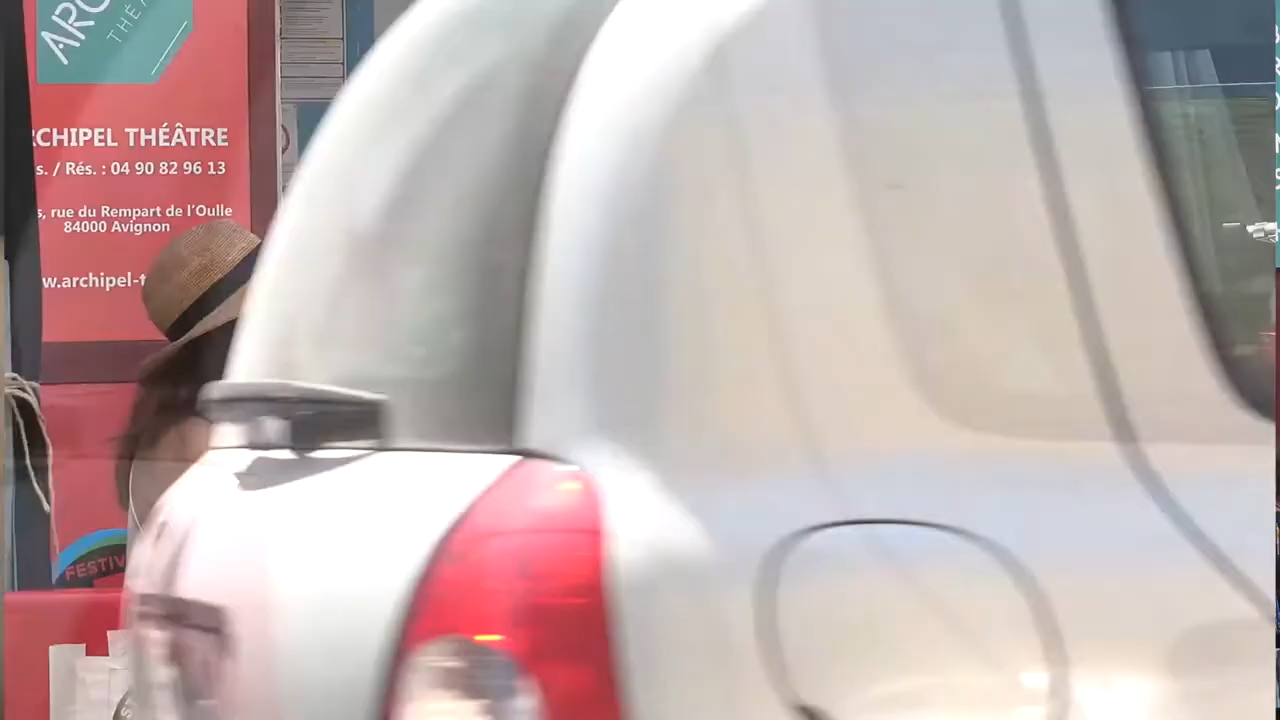 ARC
THÉÂ
RCHIPEL THÉÂTRE
s. / Rés. : 04 90 82 96 13
s, rue du Rempart de l'Oulle
84000 Avignon
w.archipel-t
FESTIV